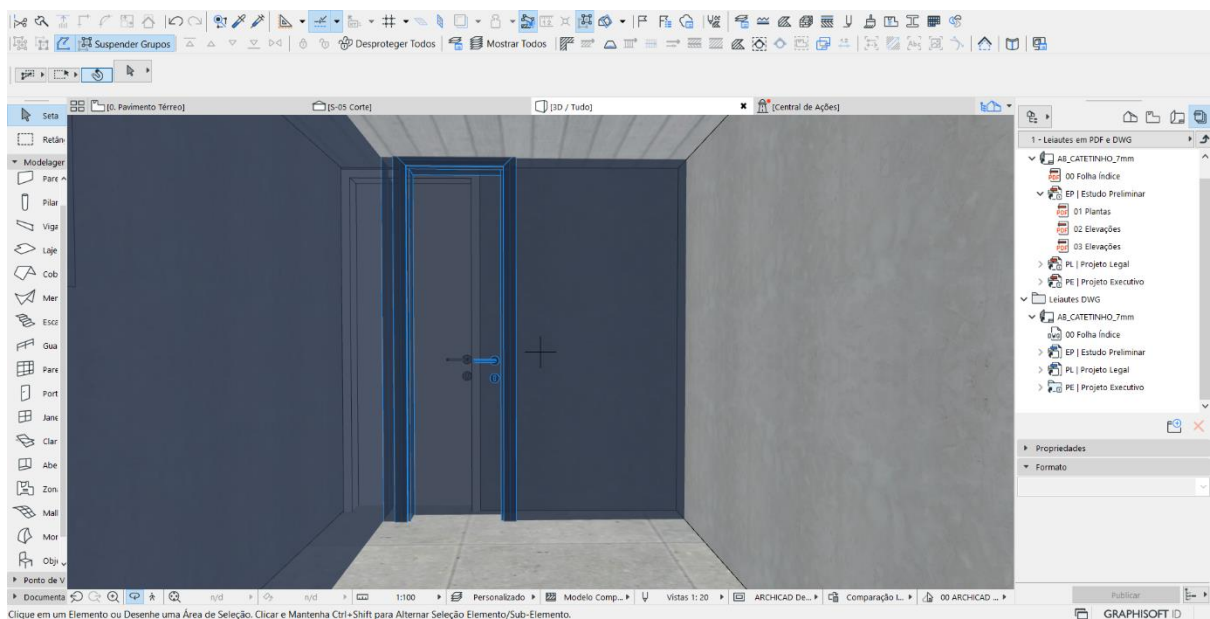 Suspender Grupos
Desproteger Todos
Mostrar Todos
[0. Pavimento Térreo]
[S-05 Corte]
[3D / Tudo]
[Central de Ações]
Seta
Retân
Modelager
Pare
Pilar
Viga
Laje
Cob
Mer
Esca
Gua
Pare
Port
Jane
Clar
Abe
Zon
Mall
Mor
Obje
Ponto de V
Documenta
n/d
n/d
1:100
Personalizado
Modelo Comp...
Vistas 1: 20
ARCHICAD De...
Comparação L...
00 ARCHICAD ...
Clique em um Elemento ou Desenhe uma Área de Seleção. Clicar e Mantenha Ctrl+Shift para Alternar Seleção Elemento/Sub-Elemento.
1 - Leiautes em PDF e DWG
AB_CATETINHO_7mm
00 Folha Índice
EP | Estudo Preliminar
01 Plantas
02 Elevações
03 Elevações
PL | Projeto Legal
PE | Projeto Executivo
Leiautes DWG
AB_CATETINHO_7mm
00 Folha Índice
EP | Estudo Preliminar
PL | Projeto Legal
PE | Projeto Executivo
Propriedades
Formato
Publicar
GRAPHISOFT ID